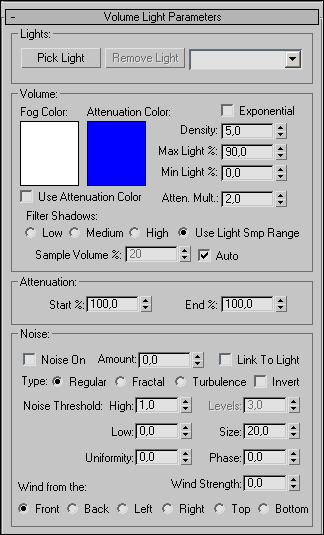 - Volume Light Parameters
Lights:
Pick Light Remove Light
Volume:
Fog Color: Attenuation Color: Exponential
Density: 5,0
Max Light %: 90,0
Min Light %: 0,0
Use Attenuation Color Atten. Mult.: 2,0
Filter Shadows:
Low Medium High Use Light Smp Range
Sample Volume %: 20 Auto
Attenuation:
Start %: 100,0 End %: 100,0
Noise:
Noise On Amount: 0,0 Link To Light
Type: Regular Fractal Turbulence Invert
Noise Threshold: High: 1,0 Levels: 3,0
Low: 0,0 Size: 20,0
Uniformity: 0,0 Phase: 0,0
Wind from the: Wind Strength: 0,0
Front Back Left Right Top Bottom